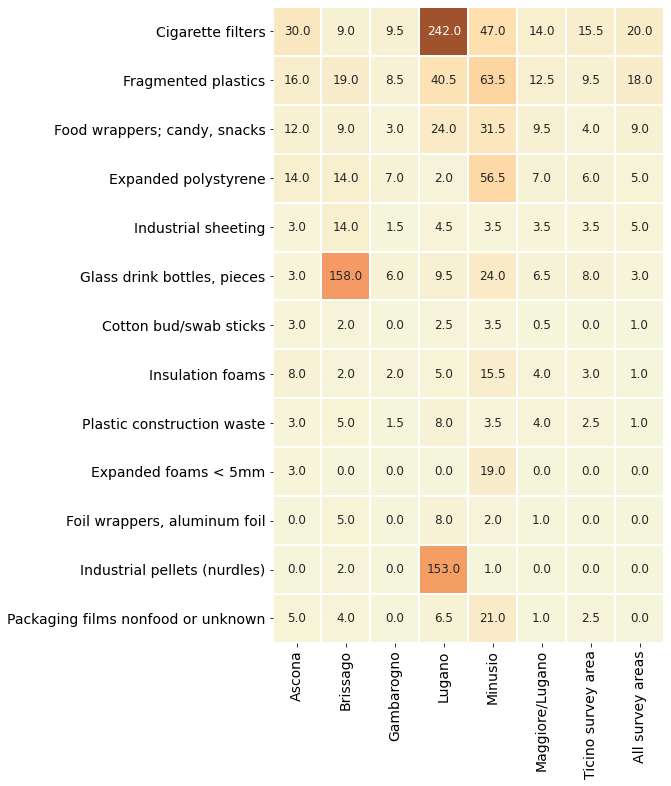 Cigarette filters 30.0 9.0 9.5 242.0 47.0 14.0 15.5 20.0
Fragmented plastics 16.0 19.0 8.5 40.5 63.5 12.5 9.5 18.0
Food wrappers; candy, snacks 12.0 9.0 3.0 24.0 31.5 9.5 4.0 9.0
Expanded polystyrene 14.0 14.0 7.0 2.0 56.5 7.0 6.0 5.0
Industrial sheeting 3.0 14.0 1.5 4.5 3.5 3.5 3.5 5.0
Glass drink bottles, pieces 3.0 158.0 6.0 9.5 24.0 6.5 8.0 3.0
Cotton bud/swab sticks 3.0 2.0 0.0 2.5 3.5 0.5 0.0 1.0
Insulation foams 8.0 2.0 2.0 5.0 15.5 4.0 3.0 1.0
Plastic construction waste 3.0 5.0 1.5 8.0 3.5 4.0 2.5 1.0
Expanded foams < 5mm 3.0 0.0 0.0 0.0 19.0 0.0 0.0 0.0
Foil wrappers, aluminum foil 0.0 5.0 0.0 8.0 2.0 1.0 0.0 0.0
Industrial pellets (nurdles) 0.0 2.0 0.0 153.0 1.0 0.0 0.0 0.0
Packaging films nonfood or unknown 5.0 4.0 0.0 6.5 21.0 1.0 2.5 0.0
Ascona
Brissago
Gambarogno
Lugano
Minusio
Maggiore/Lugano
Ticino survey area
All survey areas